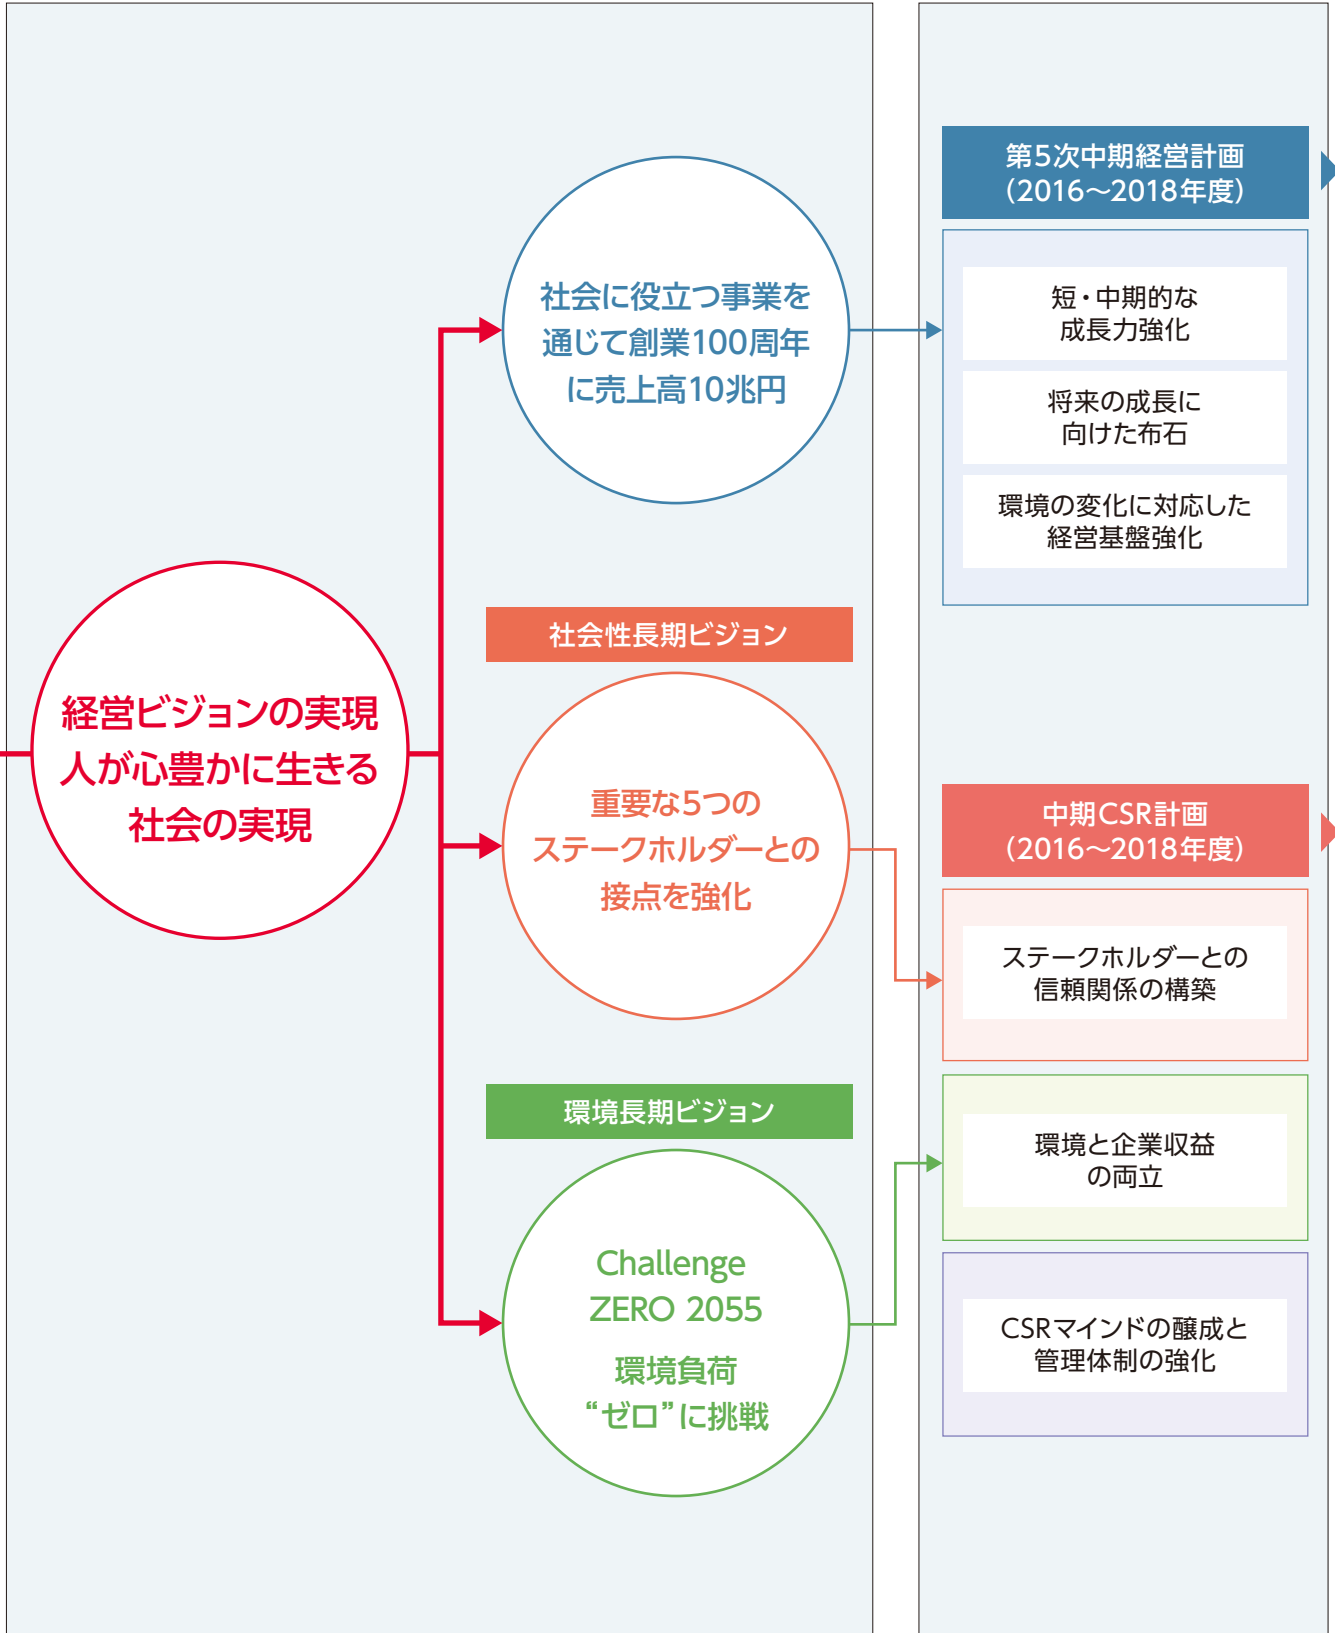 経営ビジョンの実現
人が心豊かに生きる
社会の実現
社会に役立つ事業を
通じて創業100周年
に売上高10兆円
社会性長期ビジョン
重要な5つの
ステークホルダーとの
接点を強化
環境長期ビジョン
Challenge
ZERO 2055
環境負荷
“ゼロ”に挑戦
第5次中期経営計画
（2016～2018年度）
短・中期的な
成長力強化
将来の成長に
向けた布石
環境の変化に対応した
経営基盤強化
中期CSR計画
（2016～2018年度）
ステークホルダーとの
信頼関係の構築
環境と企業収益
の両立
CSRマインドの醸成と
管理体制の強化